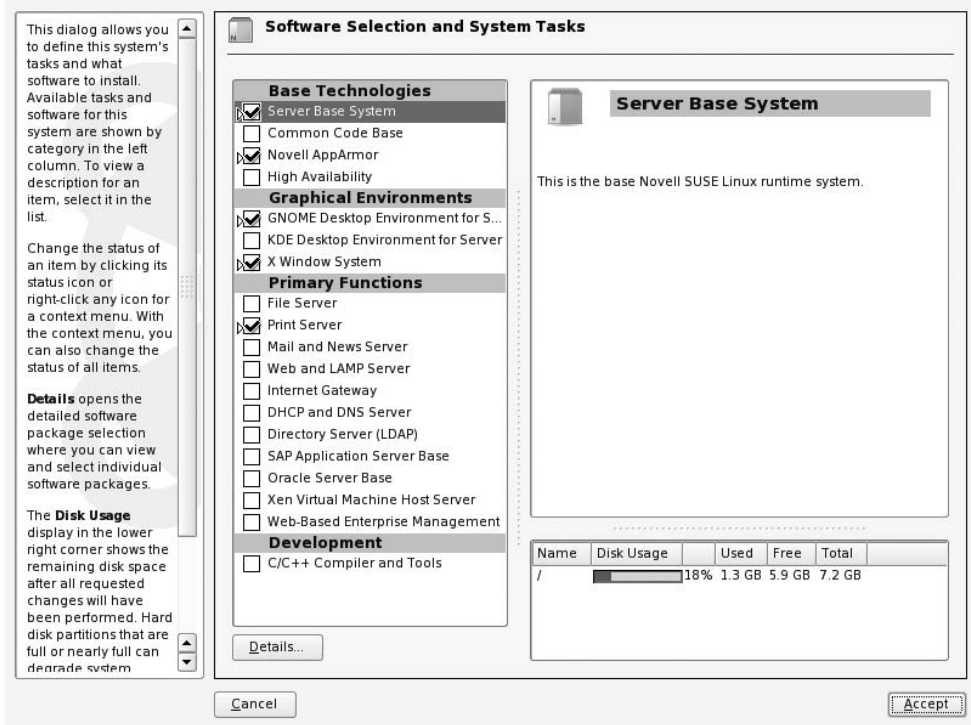 This dialog allows you
to define this system's
tasks and what
software to install.
Available tasks and
software for this
system are shown by
category in the left
column. To view a
description for an
item, select it in the
list.
Change the status of
an item by clicking its
status icon or
right-click any icon for
a context menu. With
the context menu, you
can also change the
status of all items.
Details opens the
detailed software
package selection
where you can view
and select individual
software packages.
The Disk Usage
display in the lower
right corner shows the
remaining disk space
after all requested
changes will have
been performed. Hard
disk partitions that are
full or nearly full can
degrade system
Software Selection and System Tasks
Base Technologies
Server Base System
Common Code Base
Novell AppArmor
High Availability
Graphical Environments
GNOME Desktop Environment for S...
KDE Desktop Environment for Server
X Window System
Primary Functions
File Server
Print Server
Mail and News Server
Web and LAMP Server
Internet Gateway
DHCP and DNS Server
Directory Server (LDAP)
SAP Application Server Base
Oracle Server Base
Xen Virtual Machine Host Server
Web-Based Enterprise Management
Development
C/C++ Compiler and Tools
Details...
Server Base System
This is the base Novell SUSE Linux runtime system.
Name Disk Usage Used Free Total
/ 18% 1.3 GB 5.9 GB 7.2 GB
Cancel
Accept